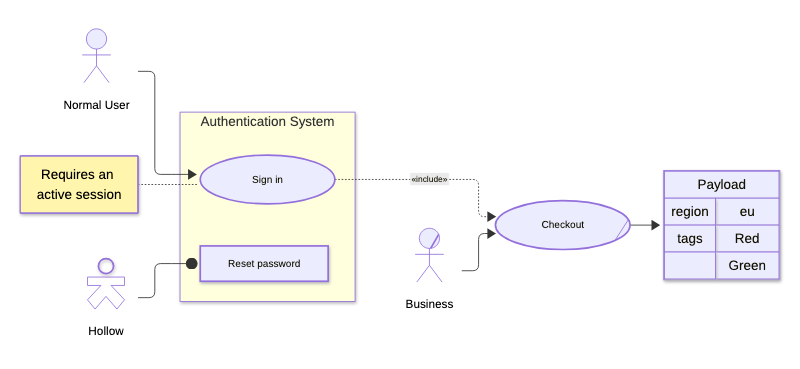 Normal User
Authentication System
Requires an
active session
Sign in
«include»
Checkout
Payload
region eu
tags Red
Green
Reset password
Business
Hollow